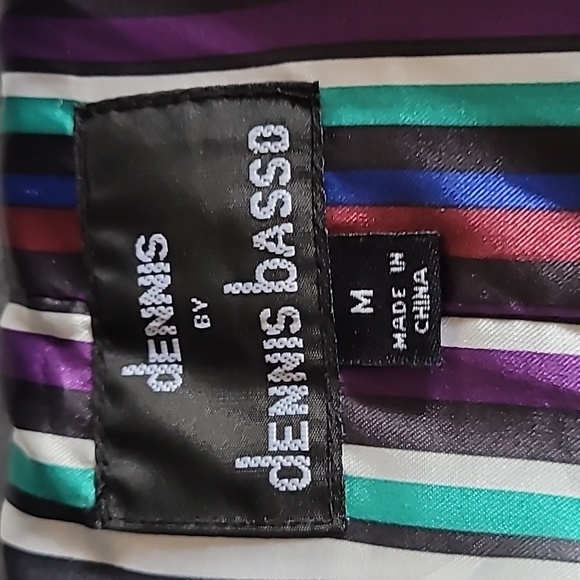 dENNIS
BY
dENNIS bASSO
M
MADE IN
CHINA